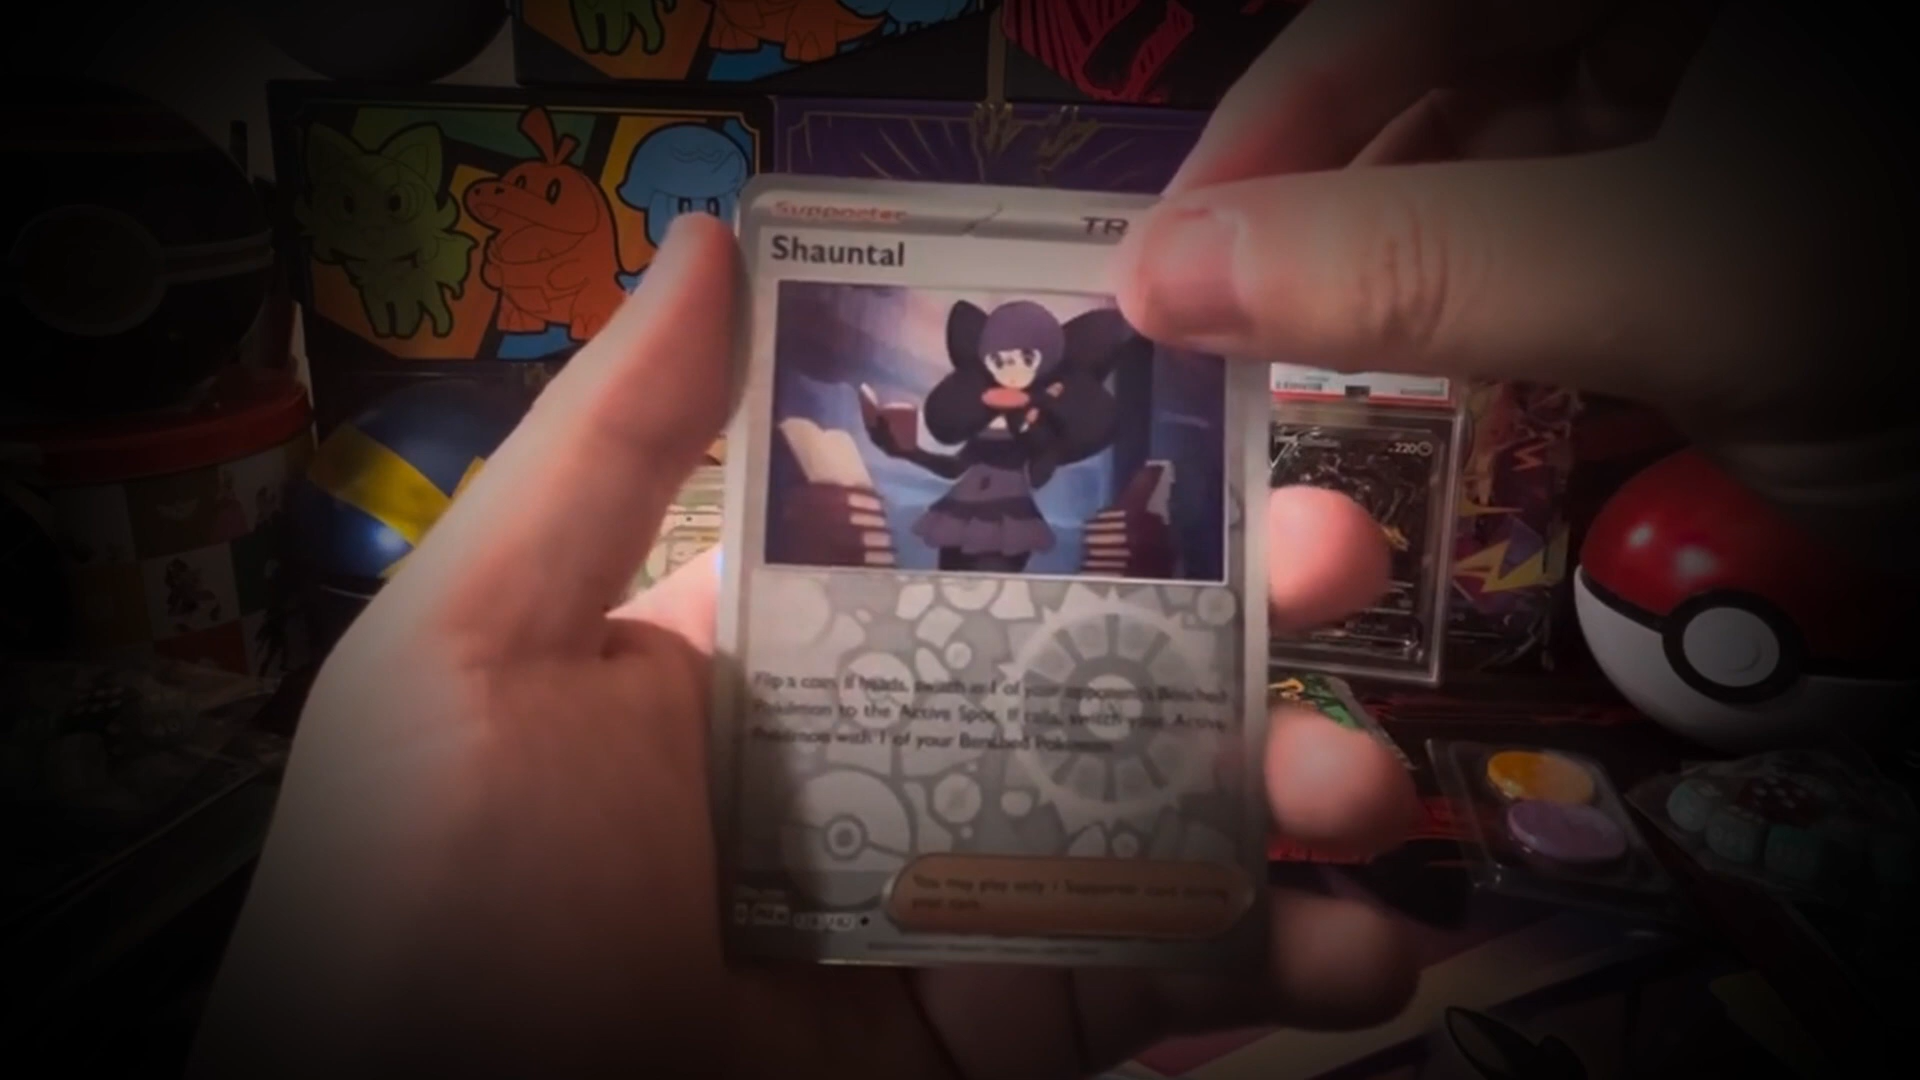 Supporter TR
Shauntal
220
Flip a coin. If heads, switch in 1 of your opponent's Benched
Pokémon to the Active Spot. If tails, switch your Active
Pokémon with 1 of your Benched Pokémon.
You may play only 1 Supporter card during
your turn.